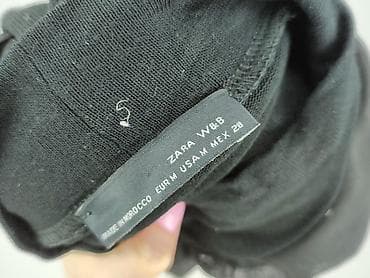 ZARA W&B
EUR M USA M MEX 28
MADE IN MOROCCO